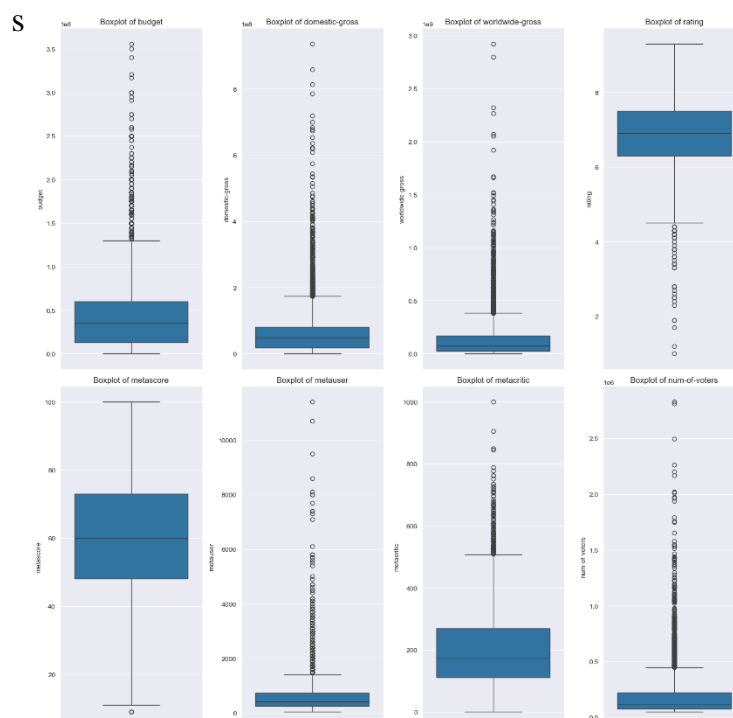 S
Boxplot of budget
1e8
3.5
3.0
2.5
2.0
1.5
1.0
0.5
0.0
budget
Boxplot of domestic-gross
1e8
8
6
4
2
0
domestic-gross
Boxplot of worldwide-gross
1e9
3.0
2.5
2.0
1.5
1.0
0.5
0.0
worldwide-gross
Boxplot of rating
8
6
4
2
rating
Boxplot of metascore
100
80
60
40
20
metascore
Boxplot of metauser
10000
8000
6000
4000
2000
0
metauser
Boxplot of metacritic
1000
800
600
400
200
0
metacritic
Boxplot of num-of-voters
1e6
2.5
2.0
1.5
1.0
0.5
0.0
num-of-voters